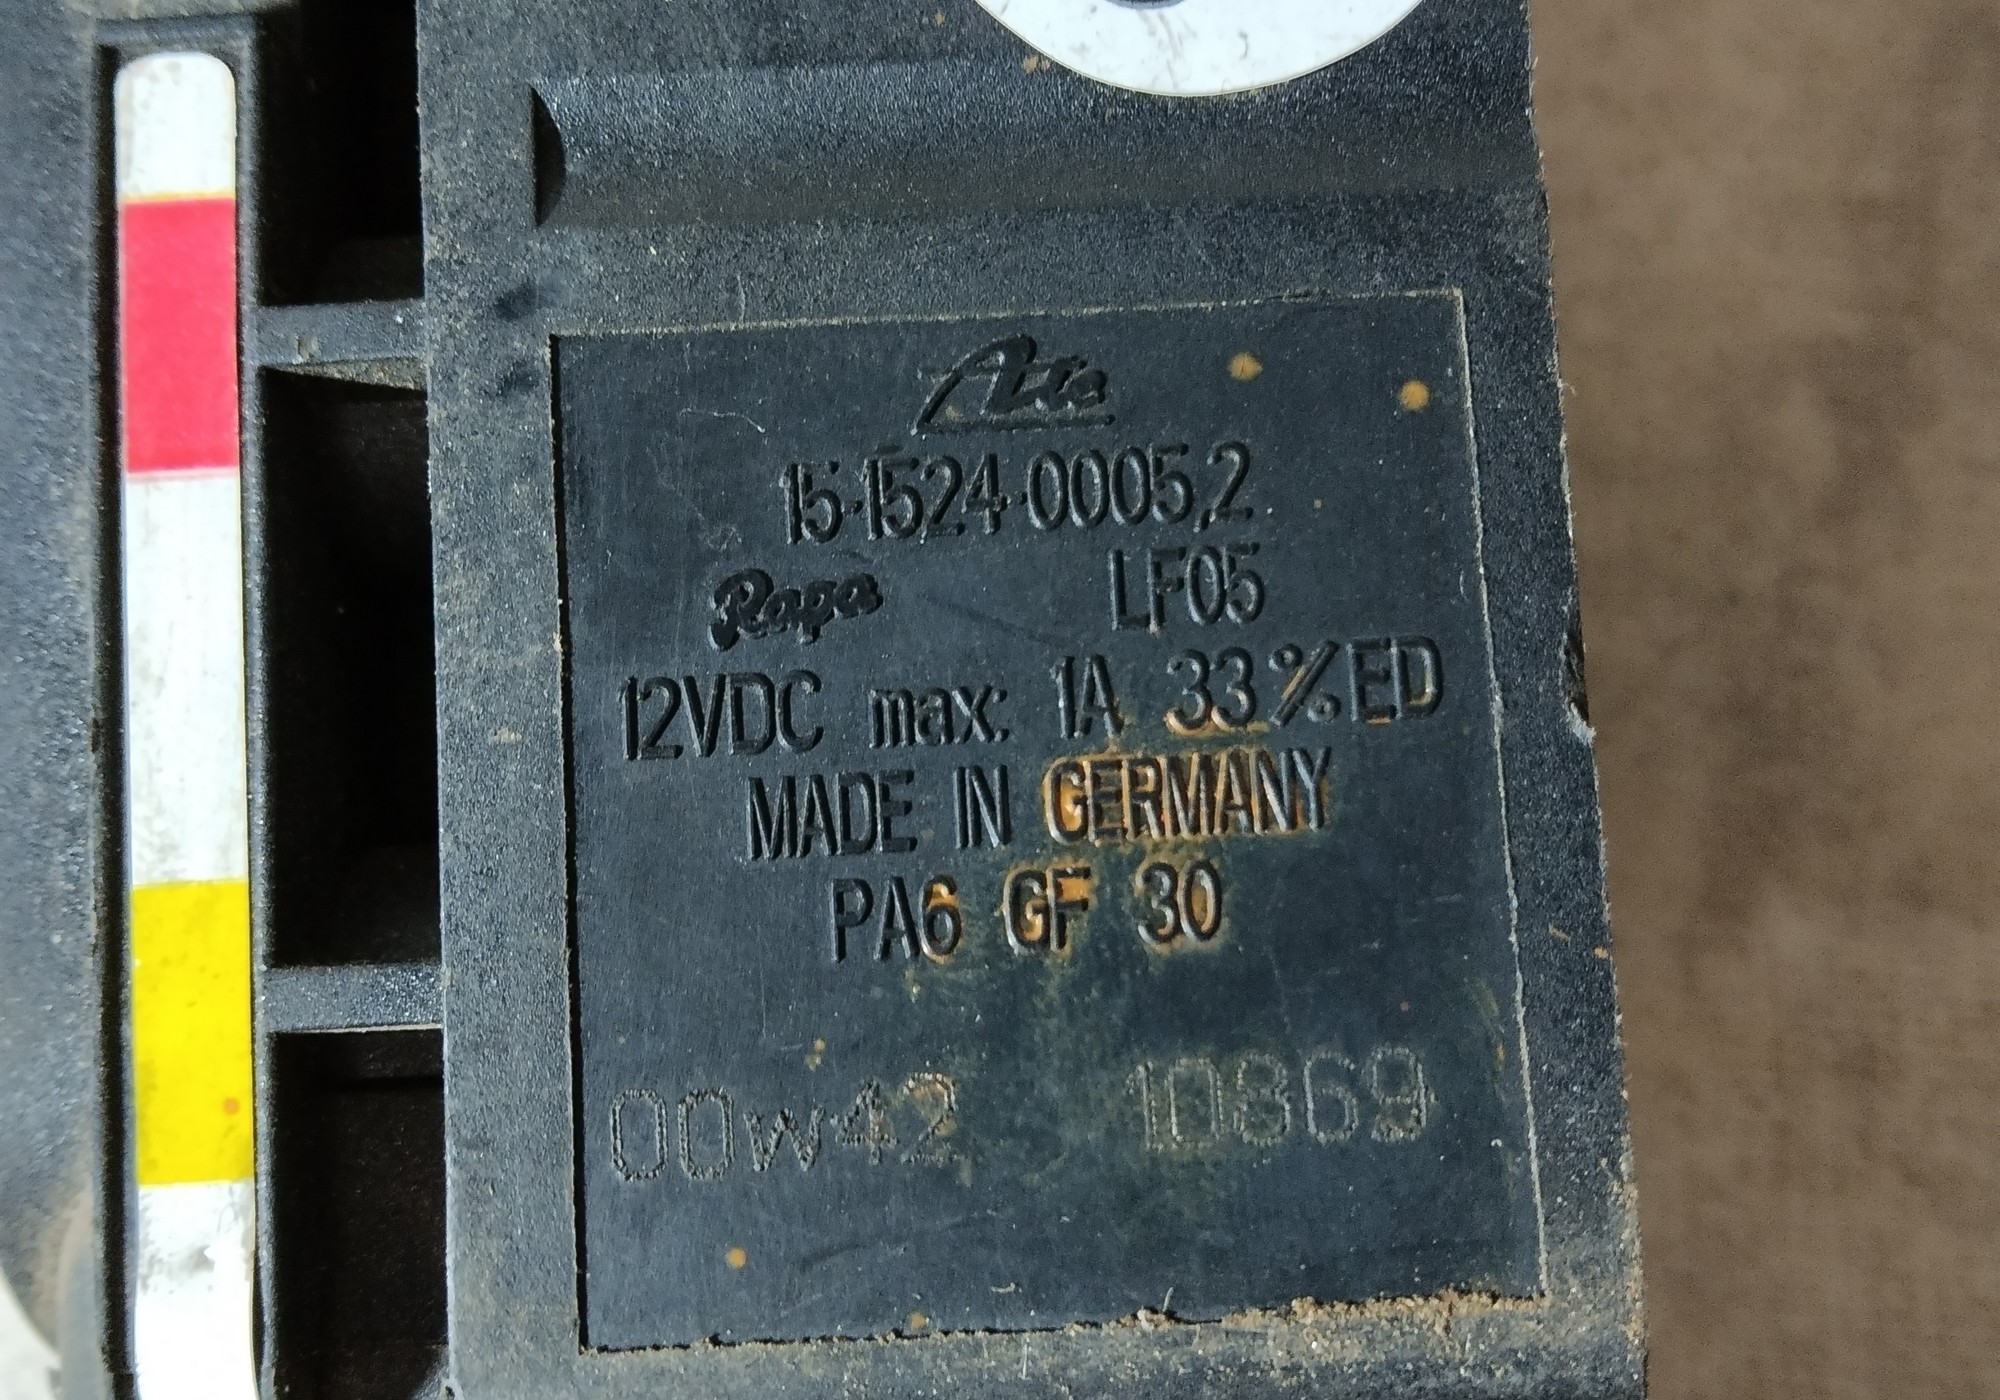 Ate
15-1524-0005,2
Rapa LF05
12VDC max: 1A 33%ED
MADE IN GERMANY
PA6 GF 30
00w42 10869